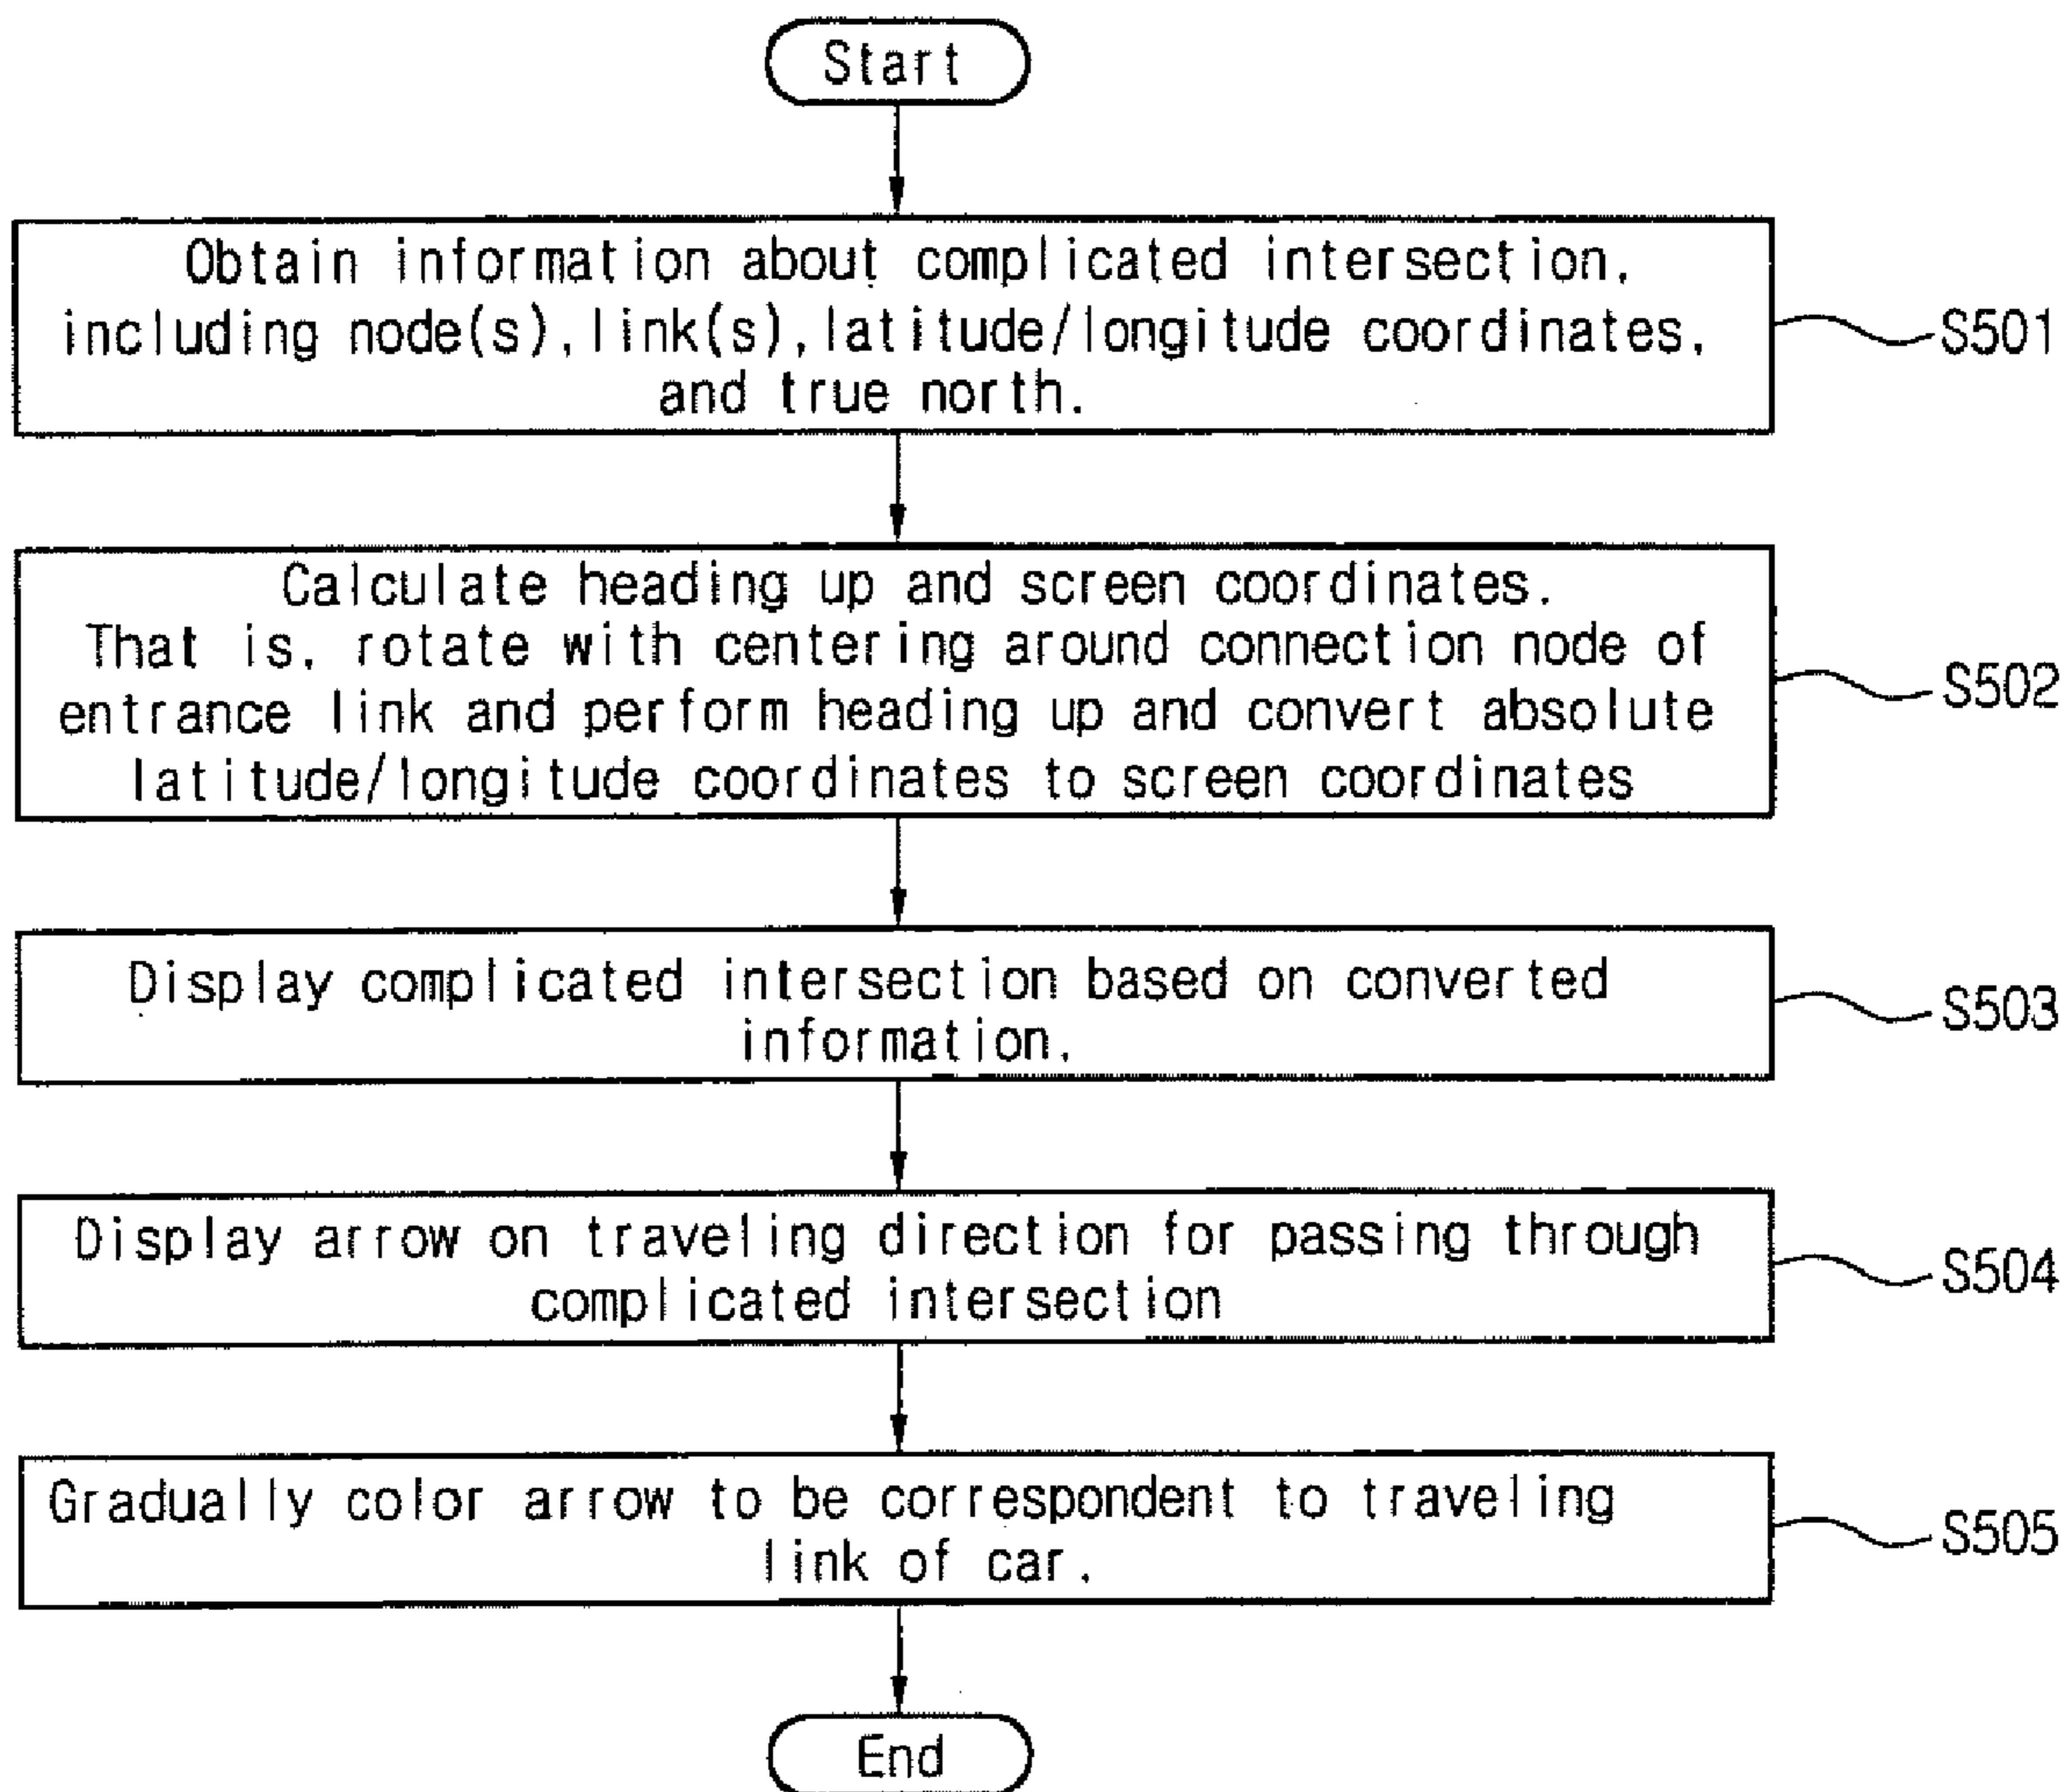 Start
Obtain information about complicated intersection,
including node(s), link(s), latitude/longitude coordinates,
and true north.
S501
Calculate heading up and screen coordinates.
That is, rotate with centering around connection node of
entrance link and perform heading up and convert absolute
latitude/longitude coordinates to screen coordinates
S502
Display complicated intersection based on converted
information.
S503
Display arrow on traveling direction for passing through
complicated intersection
S504
Gradually color arrow to be correspondent to traveling
link of car.
S505
End